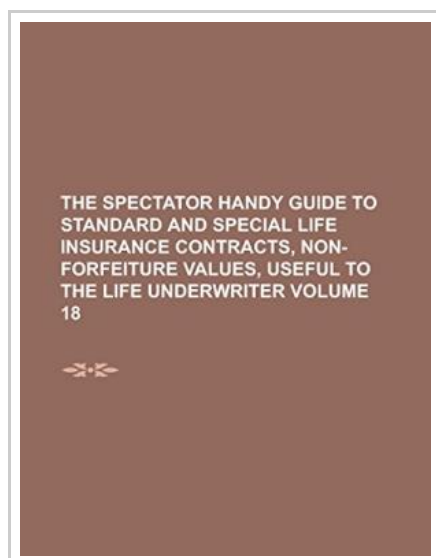 THE SPECTATOR HANDY GUIDE TO
STANDARD AND SPECIAL LIFE
INSURANCE CONTRACTS, NON-
FORFEITURE VALUES, USEFUL TO
THE LIFE UNDERWRITER VOLUME
18